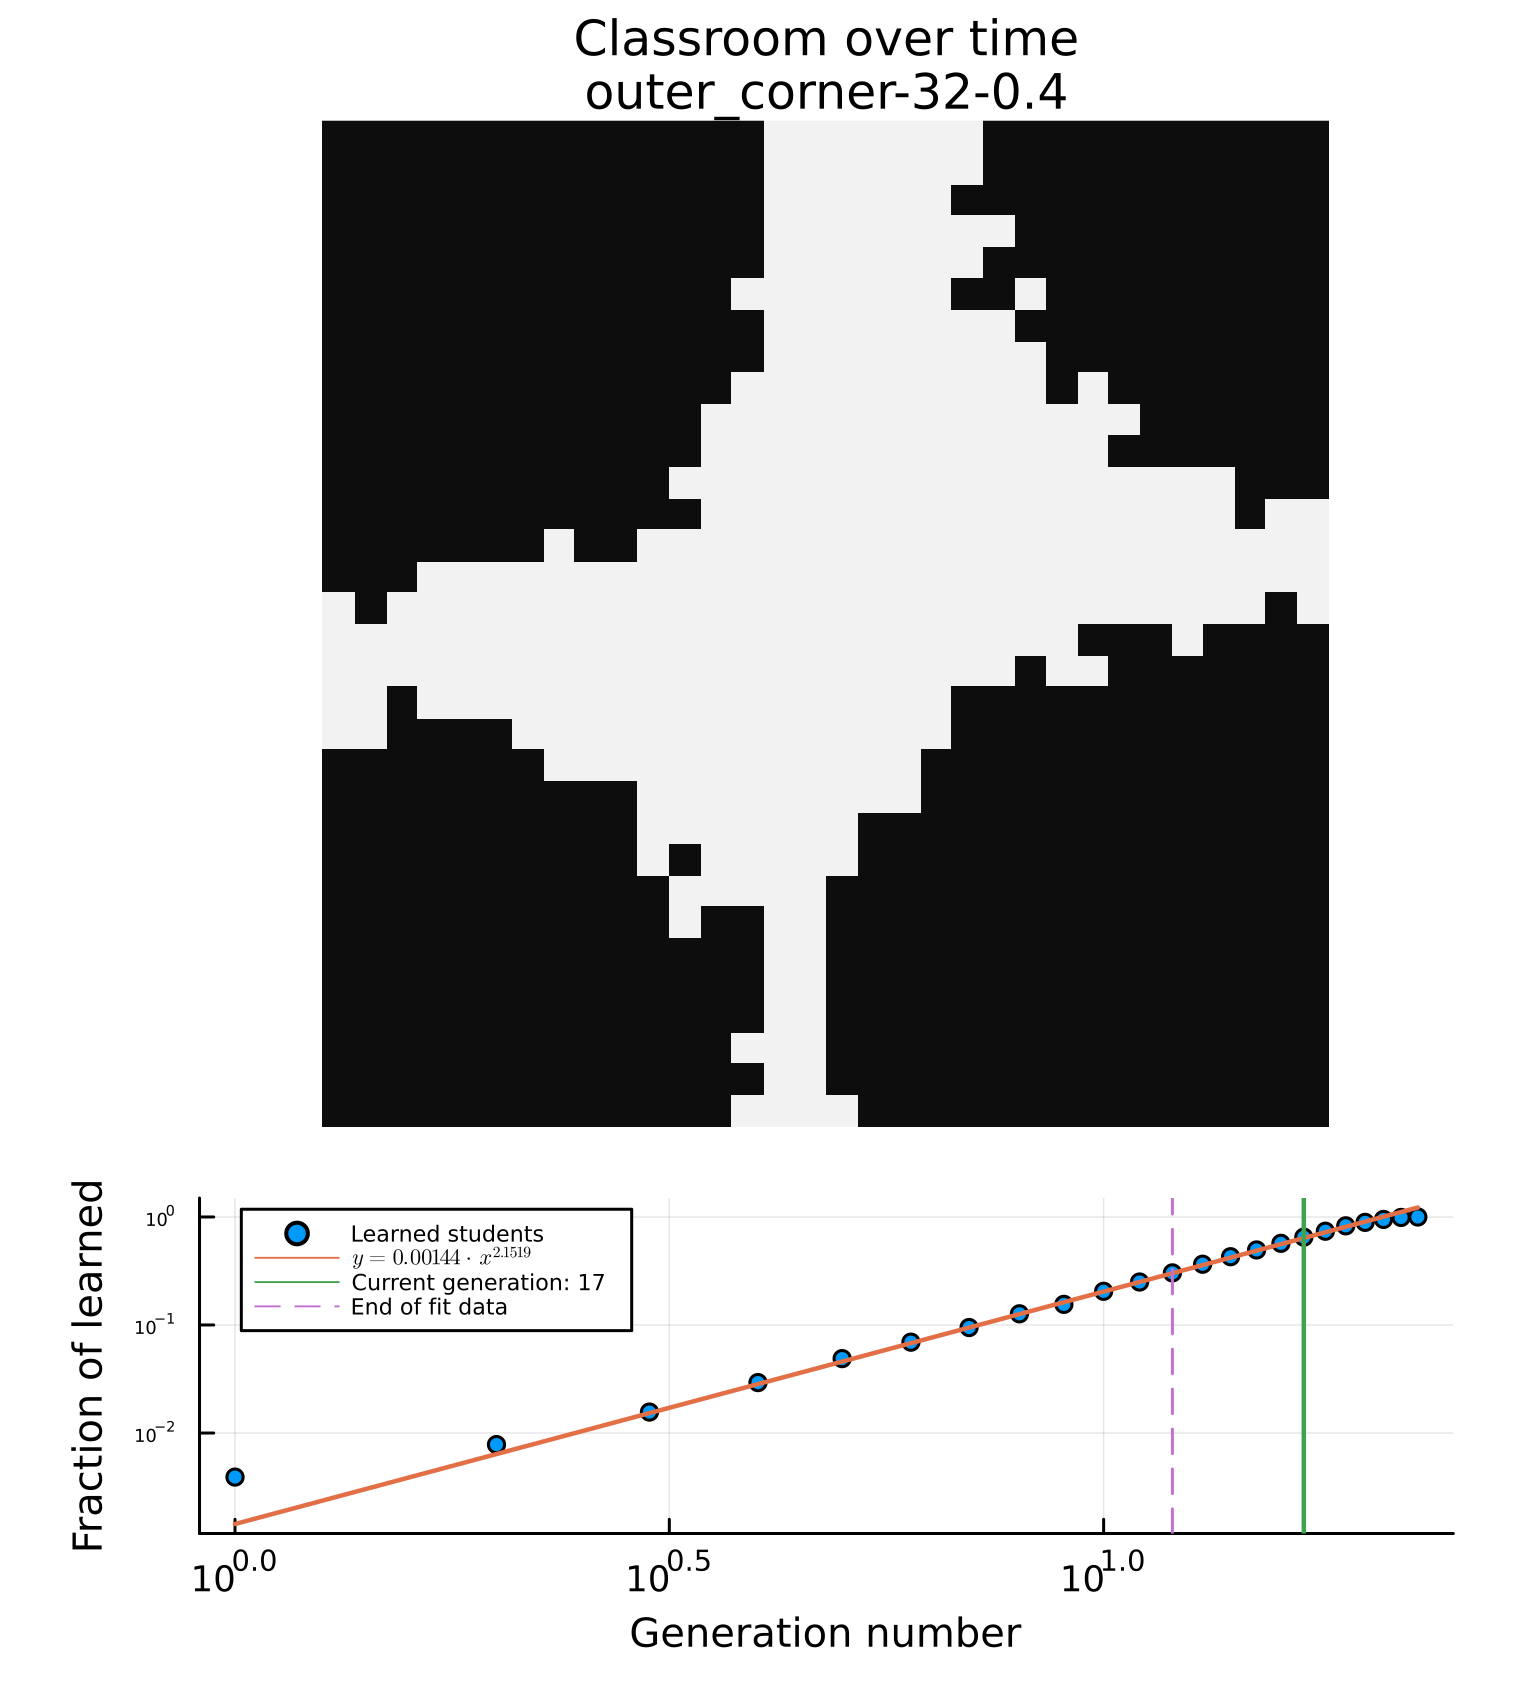 Classroom over time
outer_corner-32-0.4
Fraction of learned
10^0
10^-1
10^-2
Learned students
y = 0.00144 · x^2.1519
Current generation: 17
End of fit data
10^0.0 10^0.5 10^1.0
Generation number